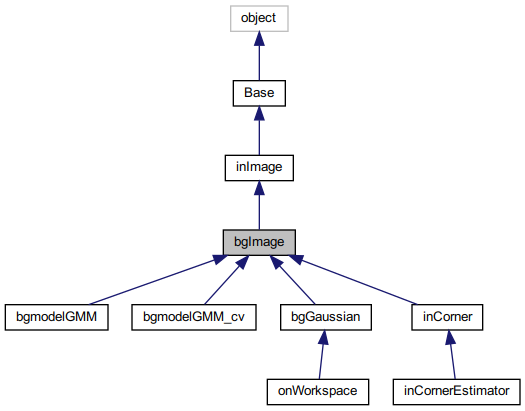 object
Base
inImage
bgImage
bgmodelGMM
bgmodelGMM_cv
bgGaussian
inCorner
onWorkspace
inCornerEstimator